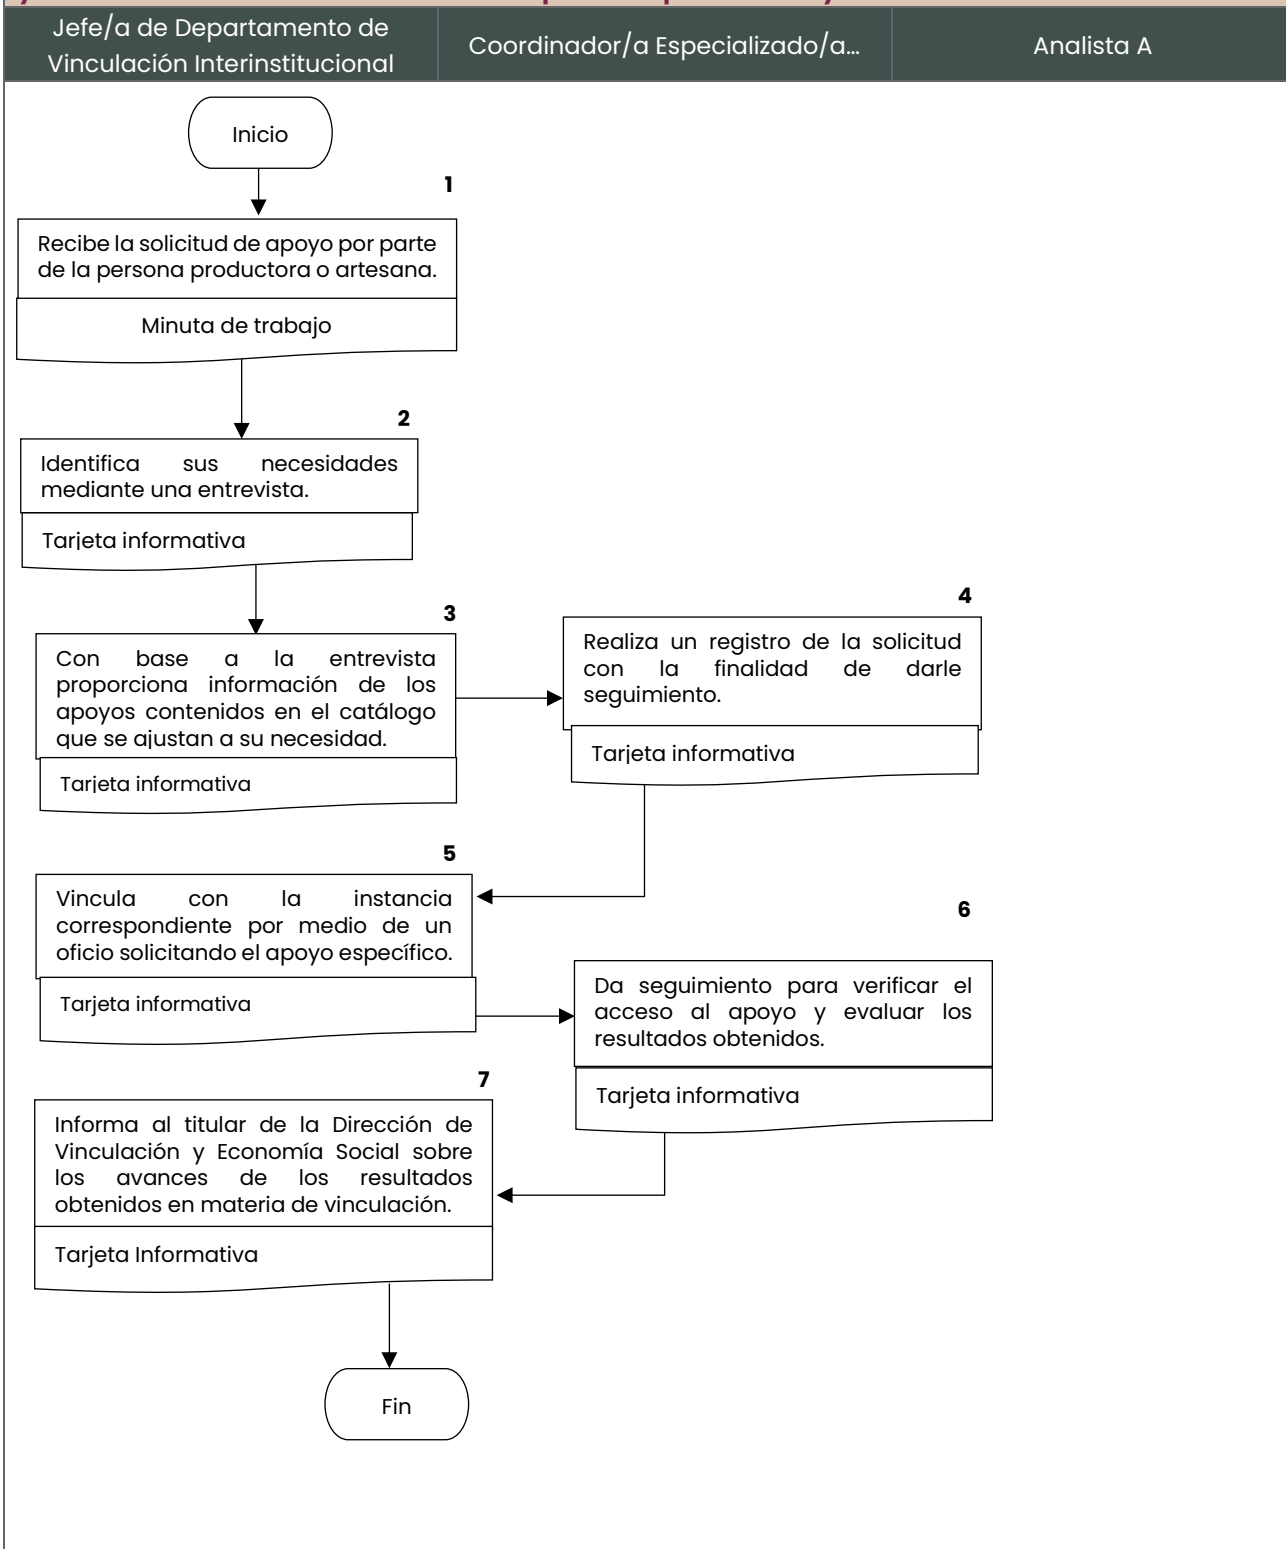 Jefe/a de Departamento de
Vinculación Interinstitucional
Coordinador/a Especializado/a...
Analista A
Inicio
1
Recibe la solicitud de apoyo por parte
de la persona productora o artesana.
Minuta de trabajo
2
Identifica sus necesidades
mediante una entrevista.
Tarjeta informativa
3
Con base a la entrevista
proporciona información de los
apoyos contenidos en el catálogo
que se ajustan a su necesidad.
Tarjeta informativa
4
Realiza un registro de la solicitud
con la finalidad de darle
seguimiento.
Tarjeta informativa
5
Vincula con la instancia
correspondiente por medio de un
oficio solicitando el apoyo específico.
Tarjeta informativa
6
Da seguimiento para verificar el
acceso al apoyo y evaluar los
resultados obtenidos.
Tarjeta informativa
7
Informa al titular de la Dirección de
Vinculación y Economía Social sobre
los avances de los resultados
obtenidos en materia de vinculación.
Tarjeta Informativa
Fin